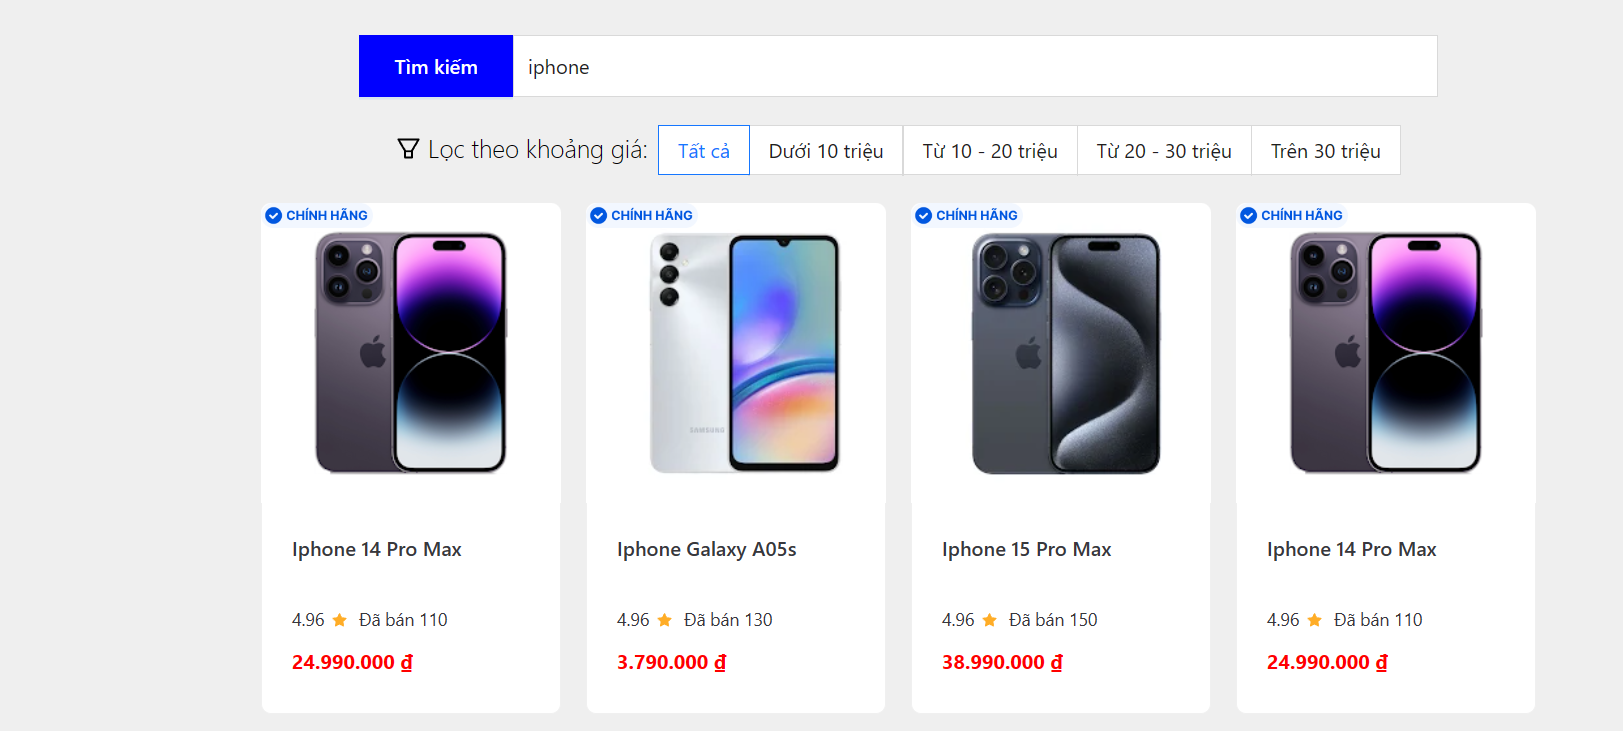 Tìm kiếm iphone
Lọc theo khoảng giá: Tất cả Dưới 10 triệu Từ 10 - 20 triệu Từ 20 - 30 triệu Trên 30 triệu
CHÍNH HÃNG
Iphone 14 Pro Max
4.96 Đã bán 110
24.990.000 ₫
CHÍNH HÃNG
SAMSUNG
Iphone Galaxy A05s
4.96 Đã bán 130
3.790.000 ₫
CHÍNH HÃNG
Iphone 15 Pro Max
4.96 Đã bán 150
38.990.000 ₫
CHÍNH HÃNG
Iphone 14 Pro Max
4.96 Đã bán 110
24.990.000 ₫